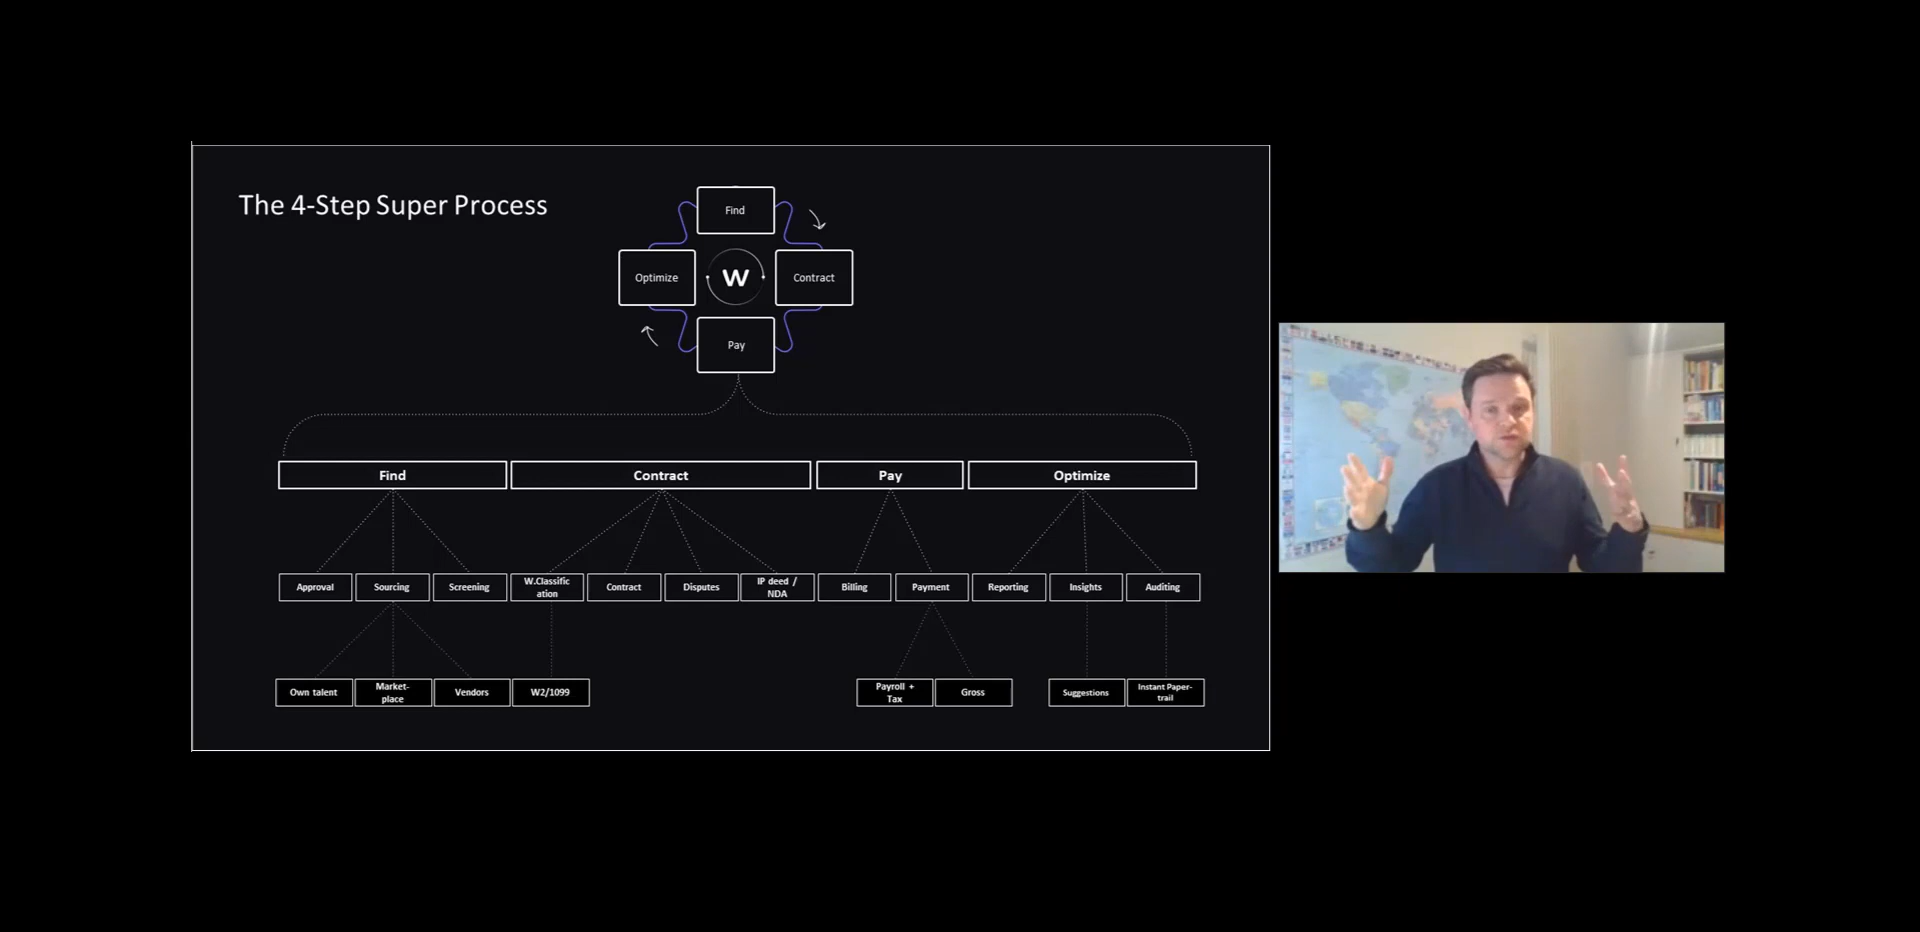 The 4-Step Super Process
Find
Optimize
W
Contract
Pay
Find
Contract
Pay
Optimize
Approval
Sourcing
Screening
W.Classific
ation
Contract
Disputes
IP deed /
NDA
Billing
Payment
Reporting
Insights
Auditing
Own talent
Market-
place
Vendors
W2/1099
Payroll +
Tax
Gross
Suggestions
Instant Paper-
trail